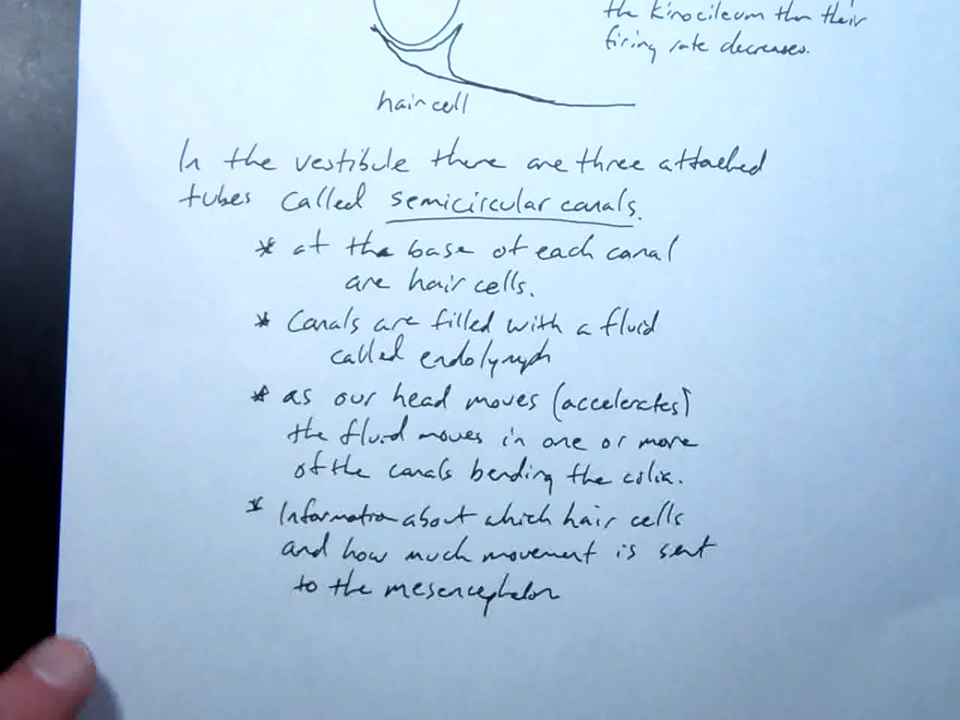 the Kinocileum then their
firing rate decreases.
hair cell
In the vestibule there are three attached
tubes called semicircular canals.
* at the base of each canal
are hair cells.
* Canals are filled with a fluid
called endolymph
* as our head moves (accelerates)
the fluid moves in one or more
of the canals bending the cilia.
* Information about which hair cells
and how much movement is sent
to the mesencephalon